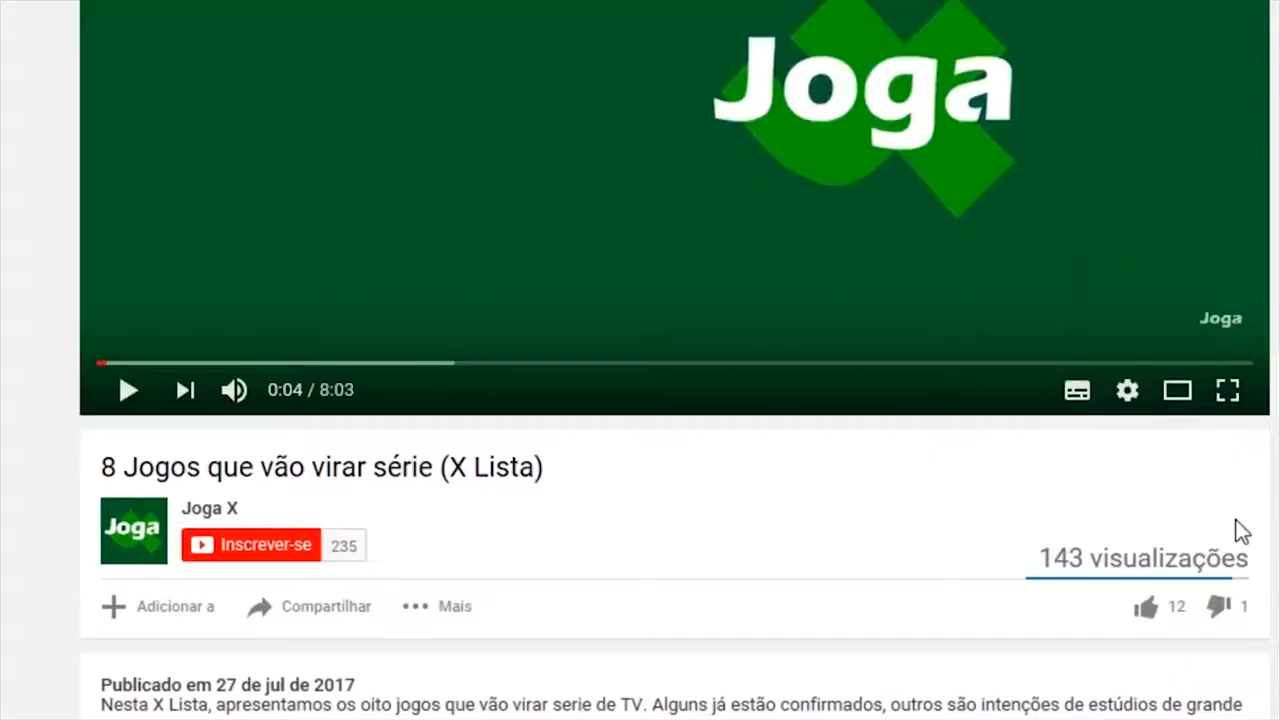 Joga
Joga
0:04 / 8:03
8 Jogos que vão virar série (X Lista)
Joga
Joga X
Inscrever-se 235
143 visualizações
Adicionar a Compartilhar Mais 12 1
Publicado em 27 de jul de 2017
Nesta X Lista, apresentamos os oito jogos que vão virar serie de TV. Alguns já estão confirmados, outros são intenções de estúdios de grande